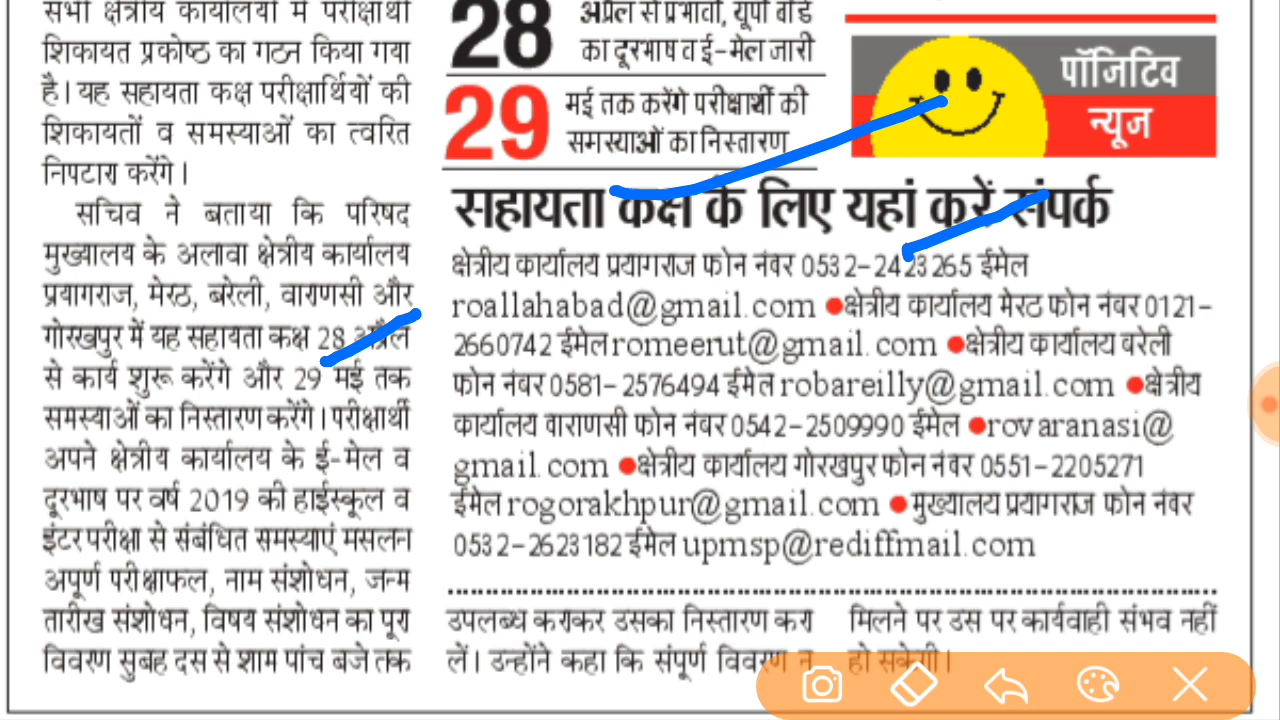 सभी क्षेत्रीय कार्यालयों में परीक्षार्थी
शिकायत प्रकोष्ठ का गठन किया गया
है। यह सहायता कक्ष परीक्षार्थियों की
शिकायतों व समस्याओं का त्वरित
निपटारा करेंगे।
सचिव ने बताया कि परिषद
मुख्यालय के अलावा क्षेत्रीय कार्यालय
प्रयागराज, मेरठ, बरेली, वाराणसी और
गोरखपुर में यह सहायता कक्ष 28 अप्रैल
से कार्य शुरू करेंगे और 29 मई तक
समस्याओं का निस्तारण करेंगे। परीक्षार्थी
अपने क्षेत्रीय कार्यालय के ई-मेल व
दूरभाष पर वर्ष 2019 की हाईस्कूल व
इंटर परीक्षा से संबंधित समस्याएं मसलन
अपूर्ण परीक्षाफल, नाम संशोधन, जन्म
तारीख संशोधन, विषय संशोधन का पूरा
विवरण सुबह दस से शाम पांच बजे तक
28 अप्रैल से प्रभावी, यूपी बोर्ड
का दूरभाष व ई-मेल जारी
29 मई तक करेंगे परीक्षार्थी की
समस्याओं का निस्तारण
पॉजिटिव
न्यूज
सहायता कक्ष के लिए यहां करें संपर्क
क्षेत्रीय कार्यालय प्रयागराज फोन नंबर 0532-2423265 ईमेल
roallahabad@gmail.com ●क्षेत्रीय कार्यालय मेरठ फोन नंबर 0121-
2660742 ईमेल romeerut@gmail.com ●क्षेत्रीय कार्यालय बरेली
फोन नंबर 0581-2576494 ईमेल robareilly@gmail.com ●क्षेत्रीय
कार्यालय वाराणसी फोन नंबर 0542-2509990 ईमेल ●rovaranasi@
gmail.com ●क्षेत्रीय कार्यालय गोरखपुर फोन नंबर 0551-2205271
ईमेल rogorakhpur@gmail.com ●मुख्यालय प्रयागराज फोन नंबर
0532-2623182 ईमेल upmsp@rediffmail.com
उपलब्ध कराकर उसका निस्तारण करा
लें। उन्होंने कहा कि संपूर्ण विवरण न
मिलने पर उस पर कार्यवाही संभव नहीं
हो सकेगी।